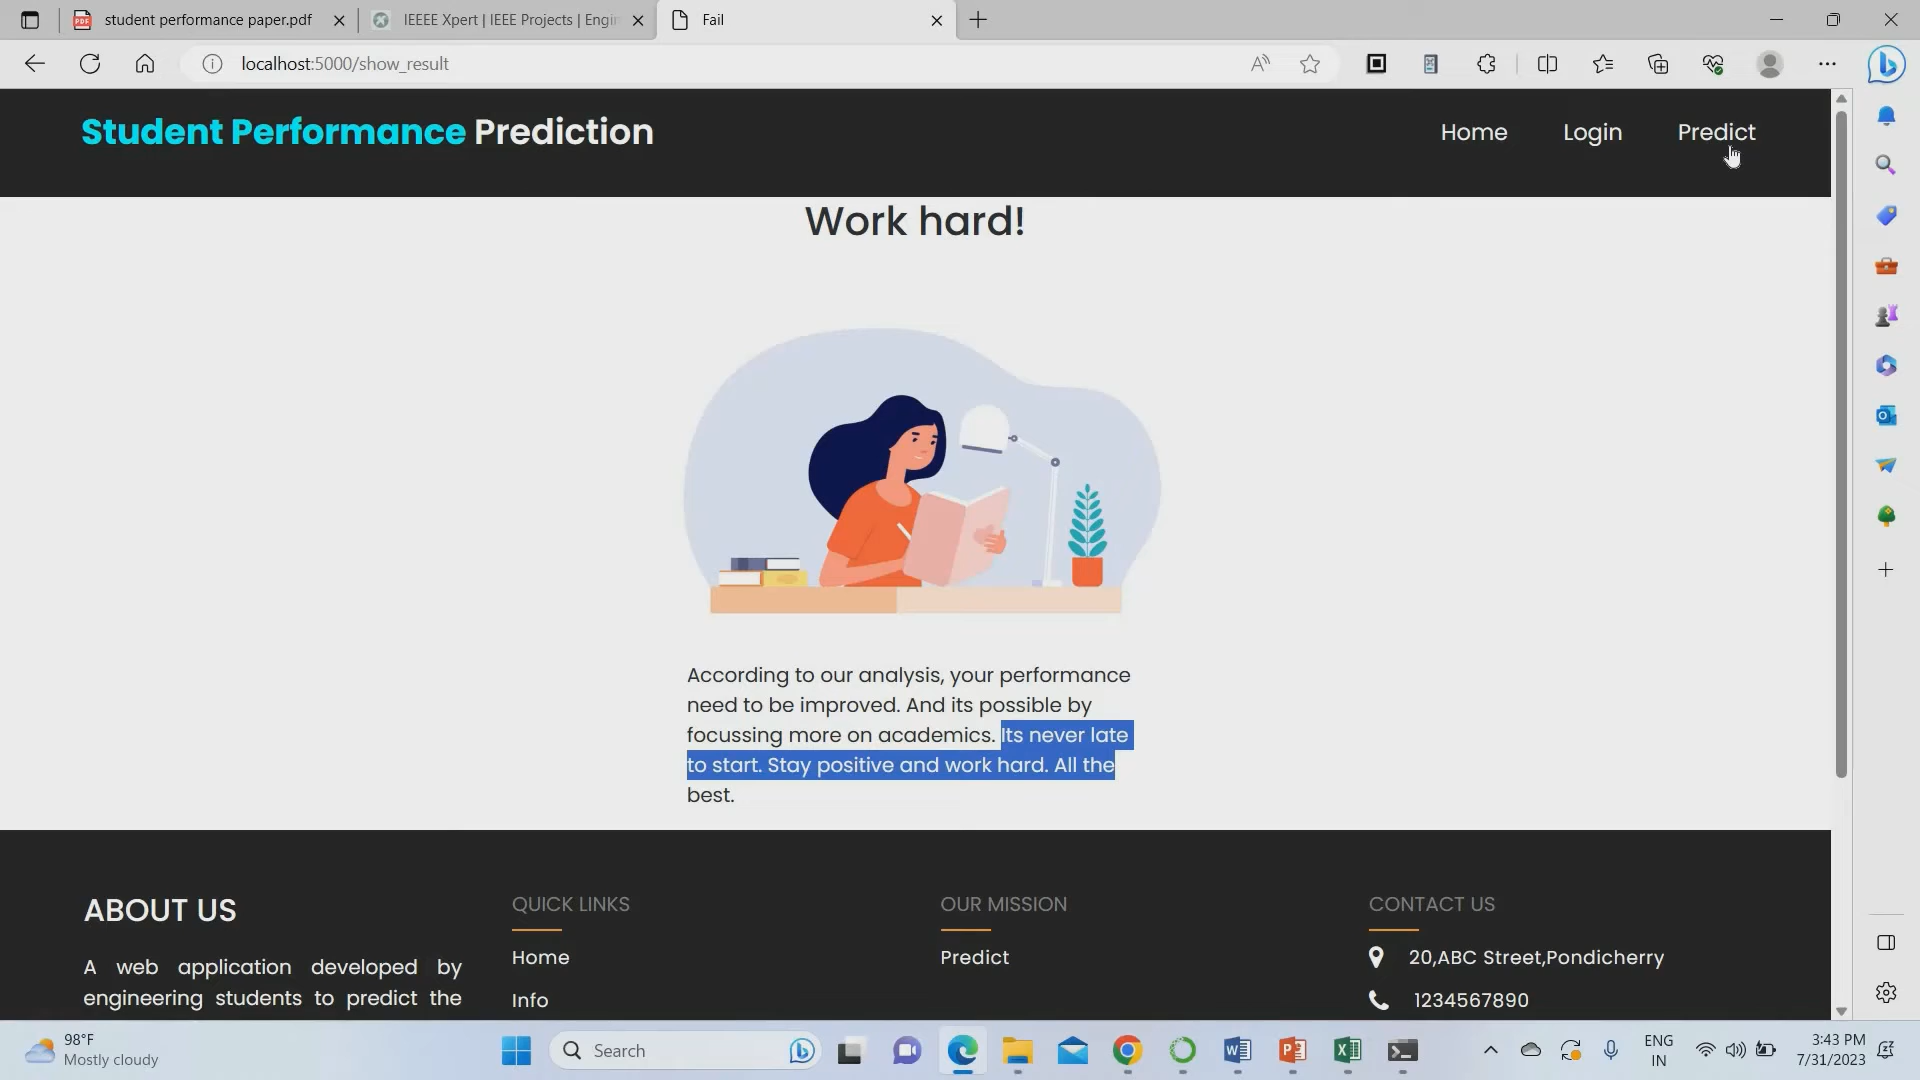 student performance paper.pdf
IEEEE Xpert | IEEE Projects | Engin
Fail
localhost:5000/show_result
Student Performance Prediction
Home
Login
Predict
Work hard!
According to our analysis, your performance
need to be improved. And its possible by
focussing more on academics. Its never late
to start. Stay positive and work hard. All the
best.
ABOUT US
A web application developed by
engineering students to predict the
QUICK LINKS
Home
Info
OUR MISSION
Predict
CONTACT US
20,ABC Street,Pondicherry
1234567890
98°F
Mostly cloudy
Search
ENG
IN
3:43 PM
7/31/2023